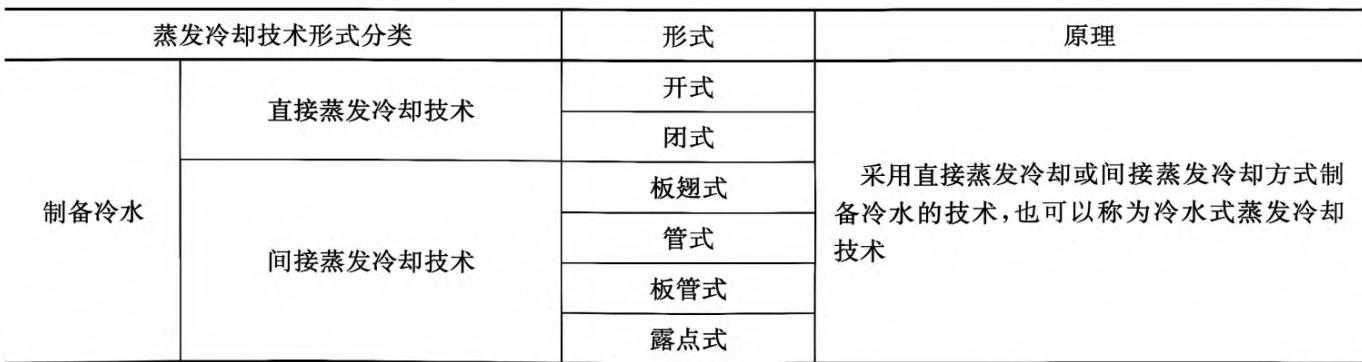 蒸发冷却技术形式分类 形式 原理
制备冷水
直接蒸发冷却技术
开式
闭式
间接蒸发冷却技术
板翅式
管式
板管式
露点式
采用直接蒸发冷却或间接蒸发冷却方式制
备冷水的技术,也可以称为冷水式蒸发冷却
技术